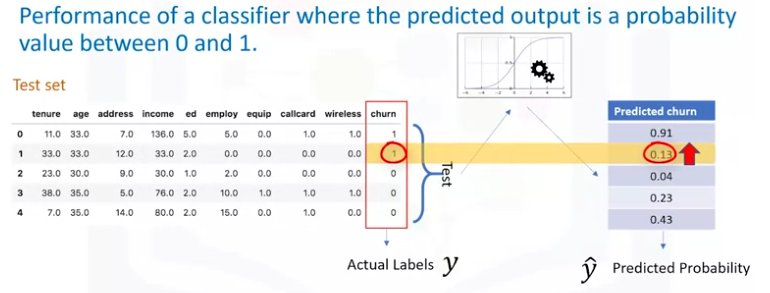 Performance of a classifier where the predicted output is a probability
value between 0 and 1.
Test set
tenure age address income ed employ equip callcard wireless churn
0 11.0 33.0 7.0 136.0 5.0 5.0 0.0 1.0 1.0 1
1 33.0 33.0 12.0 33.0 2.0 0.0 0.0 0.0 0.0 1
2 23.0 30.0 9.0 30.0 1.0 2.0 0.0 0.0 0.0 0
3 38.0 35.0 5.0 76.0 2.0 10.0 1.0 1.0 1.0 0
4 7.0 35.0 14.0 80.0 2.0 15.0 0.0 1.0 0.0 0
Test
Predicted churn
0.91
0.13
0.04
0.23
0.43
Actual Labels y
ŷ Predicted Probability